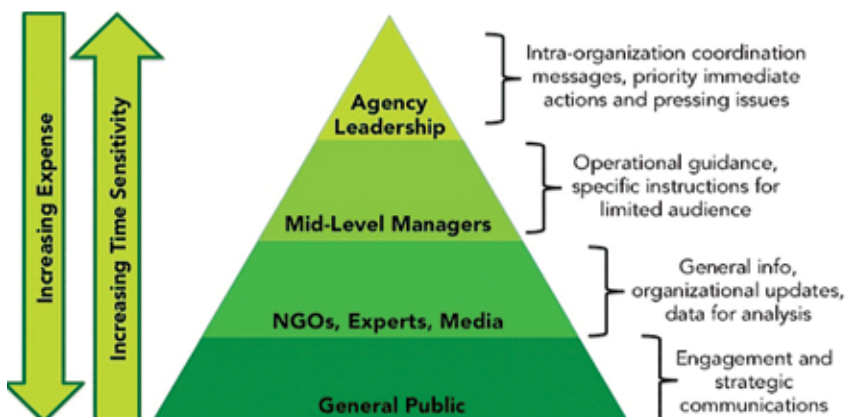 Increasing Expense
Increasing Time Sensitivity
Agency
Leadership
Intra-organization coordination
messages, priority immediate
actions and pressing issues
Mid-Level Managers
Operational guidance,
specific instructions for
limited audience
NGOs, Experts, Media
General info,
organizational updates,
data for analysis
General Public
Engagement and
strategic
communications